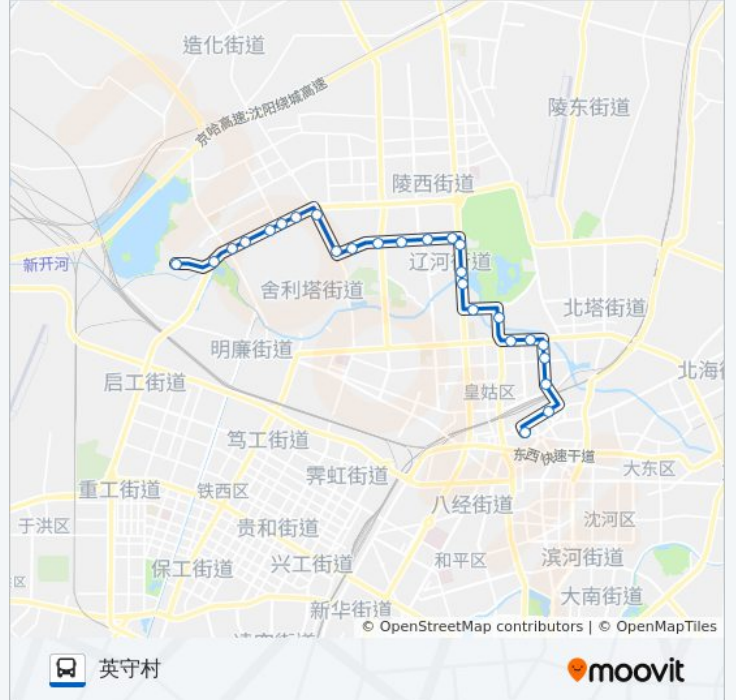 造化街道
京哈高速;沈阳绕城高速
陵东街道
陵西街道
新开河
辽河街道
舍利塔街道
北塔街道
明廉街道
北海街
启工街道
皇姑区
笃工街道
东西快速干道
霁虹街道
大东区
重工街道
铁西区
八经街道
沈河区
于洪区
贵和街道
兴工街道
和平区
滨河街道
保工街道
区
大南街道
新华街道
© OpenStreetMap contributors | © OpenMapTiles
英守村
moovit